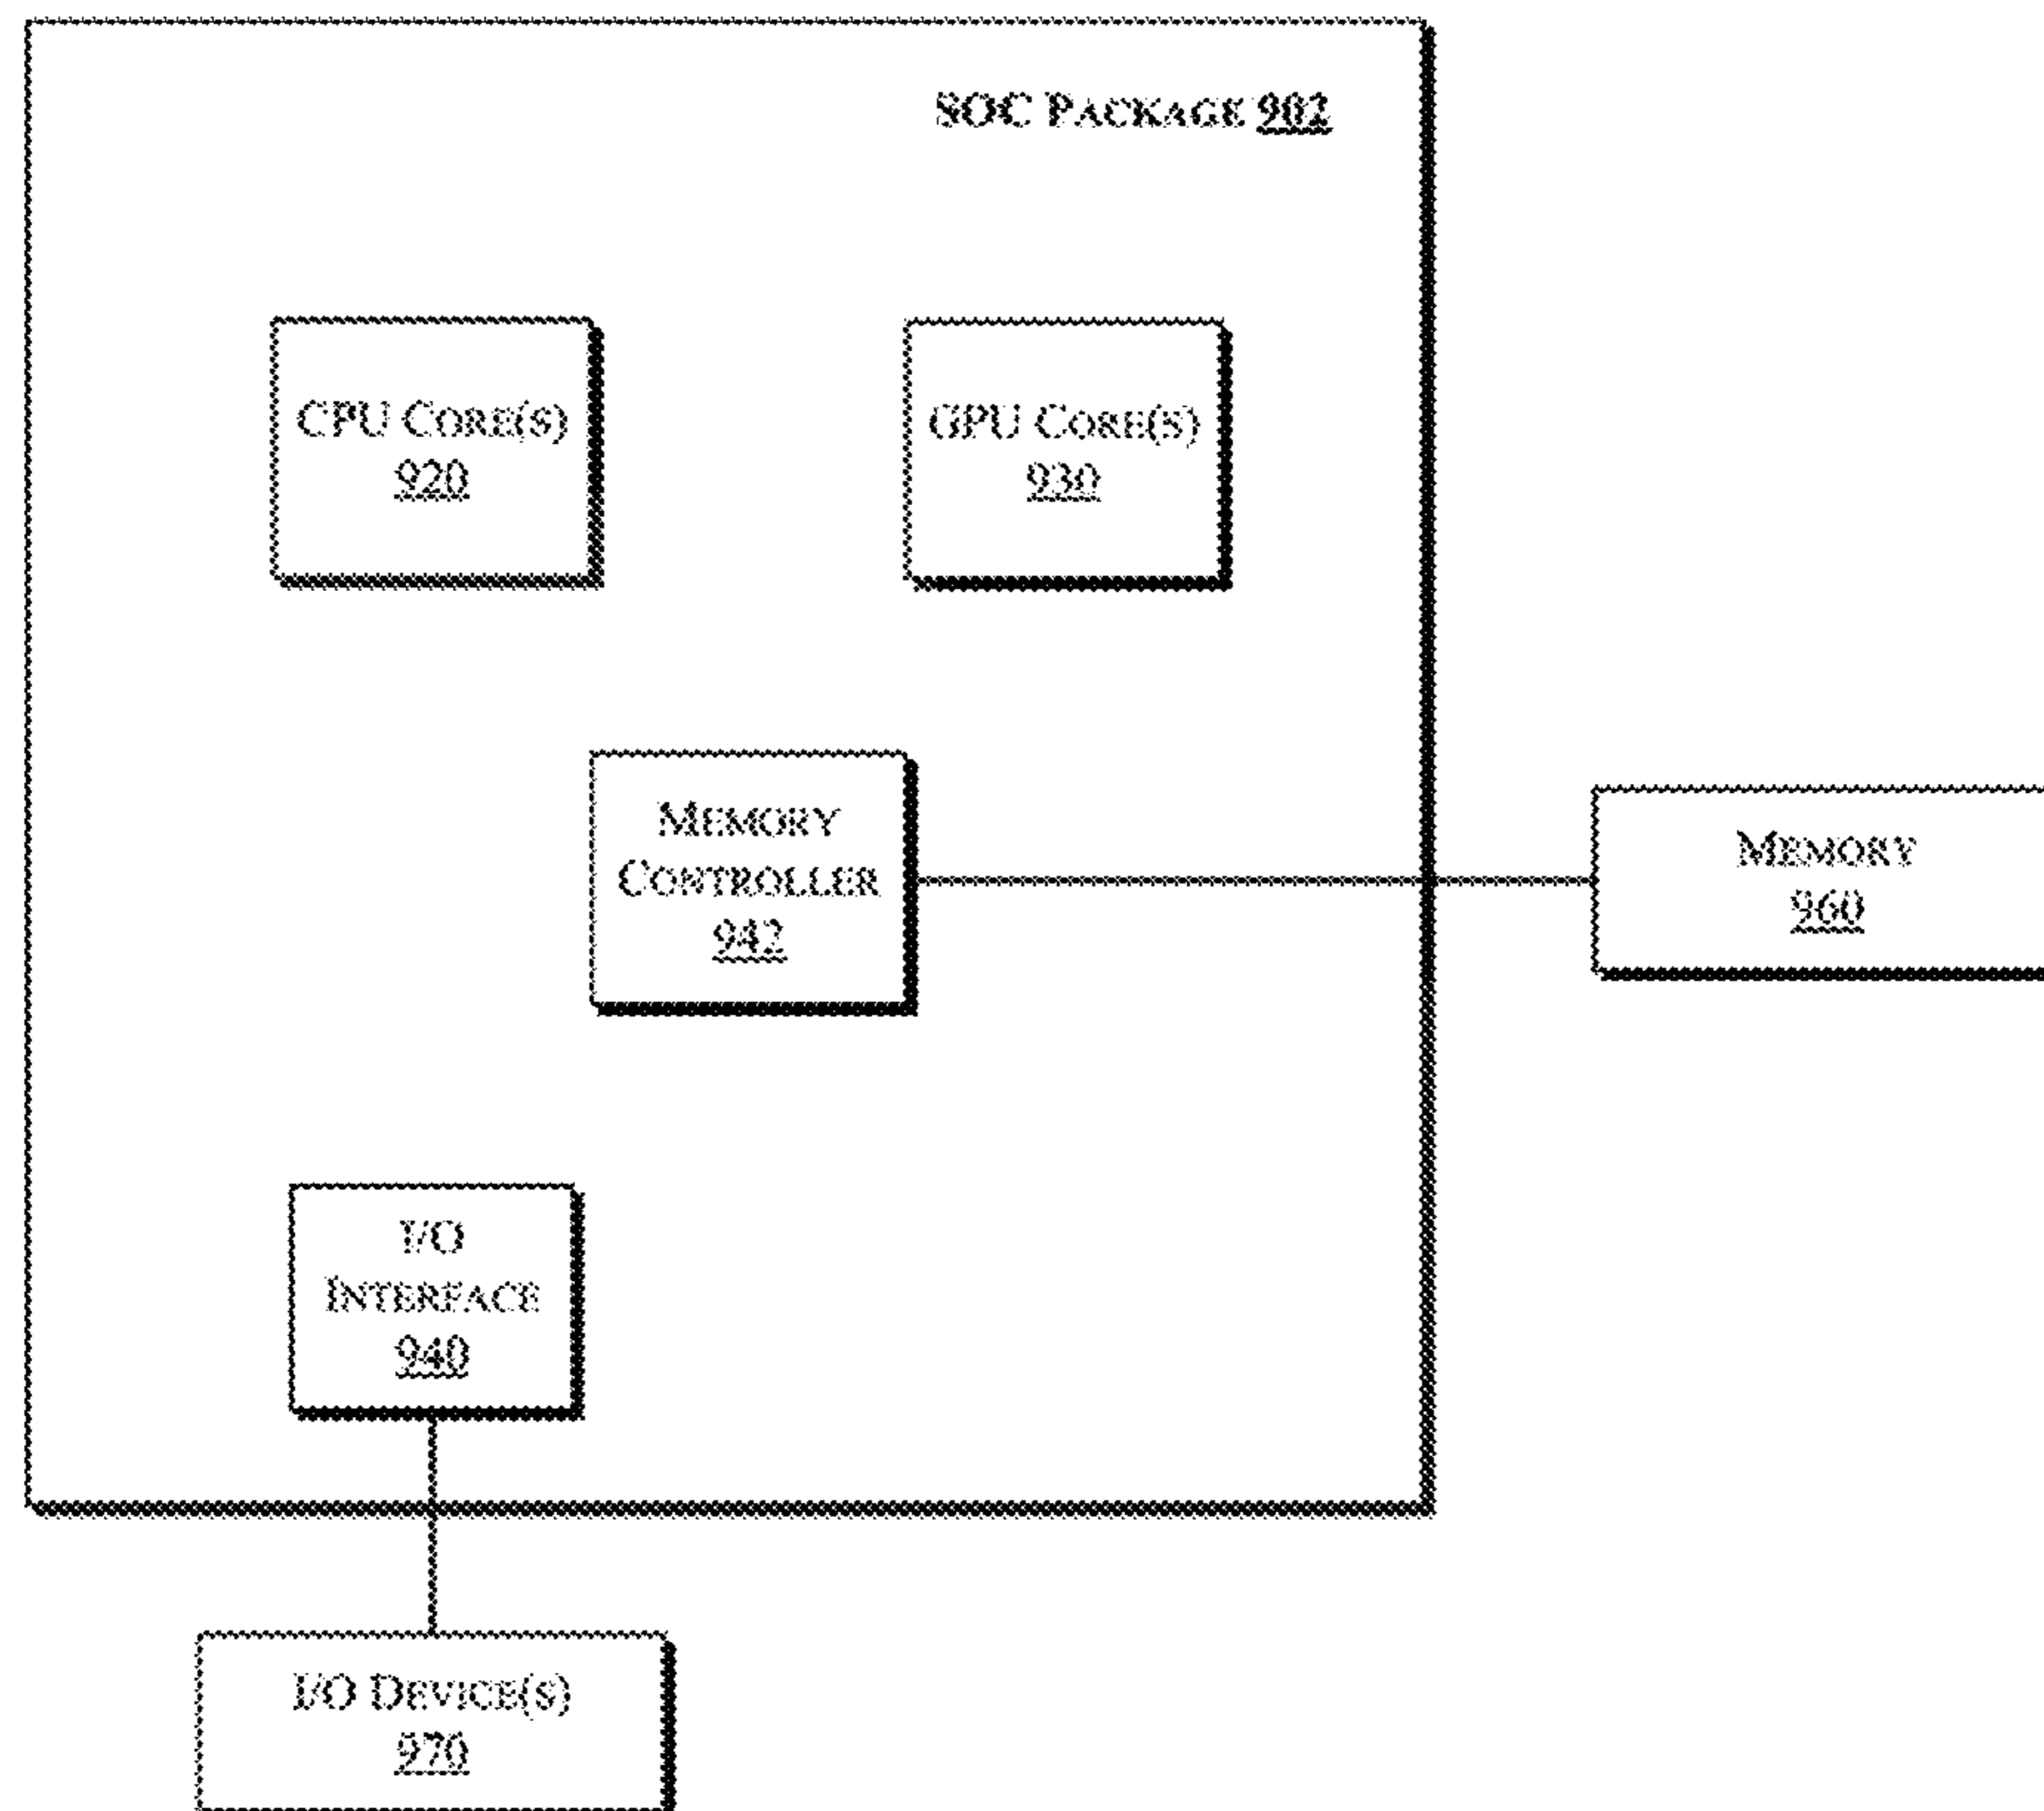 SOC PACKAGE 902
CPU CORE(S)
920
GPU CORE(S)
930
MEMORY
CONTROLLER
942
MEMORY
960
I/O
INTERFACE
940
I/O DEVICE(S)
970